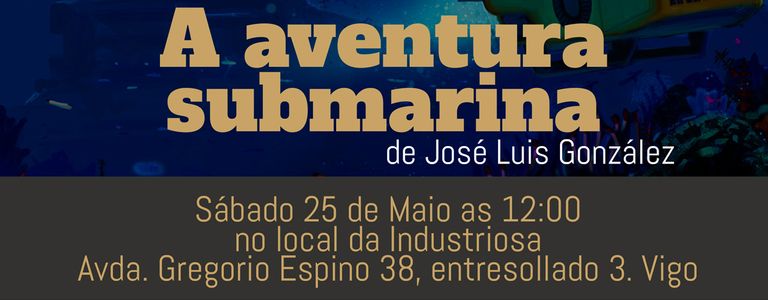 A aventura
submarina
de José Luis González
Sábado 25 de Maio as 12:00
no local da Industriosa
Avda. Gregorio Espino 38, entresollado 3. Vigo